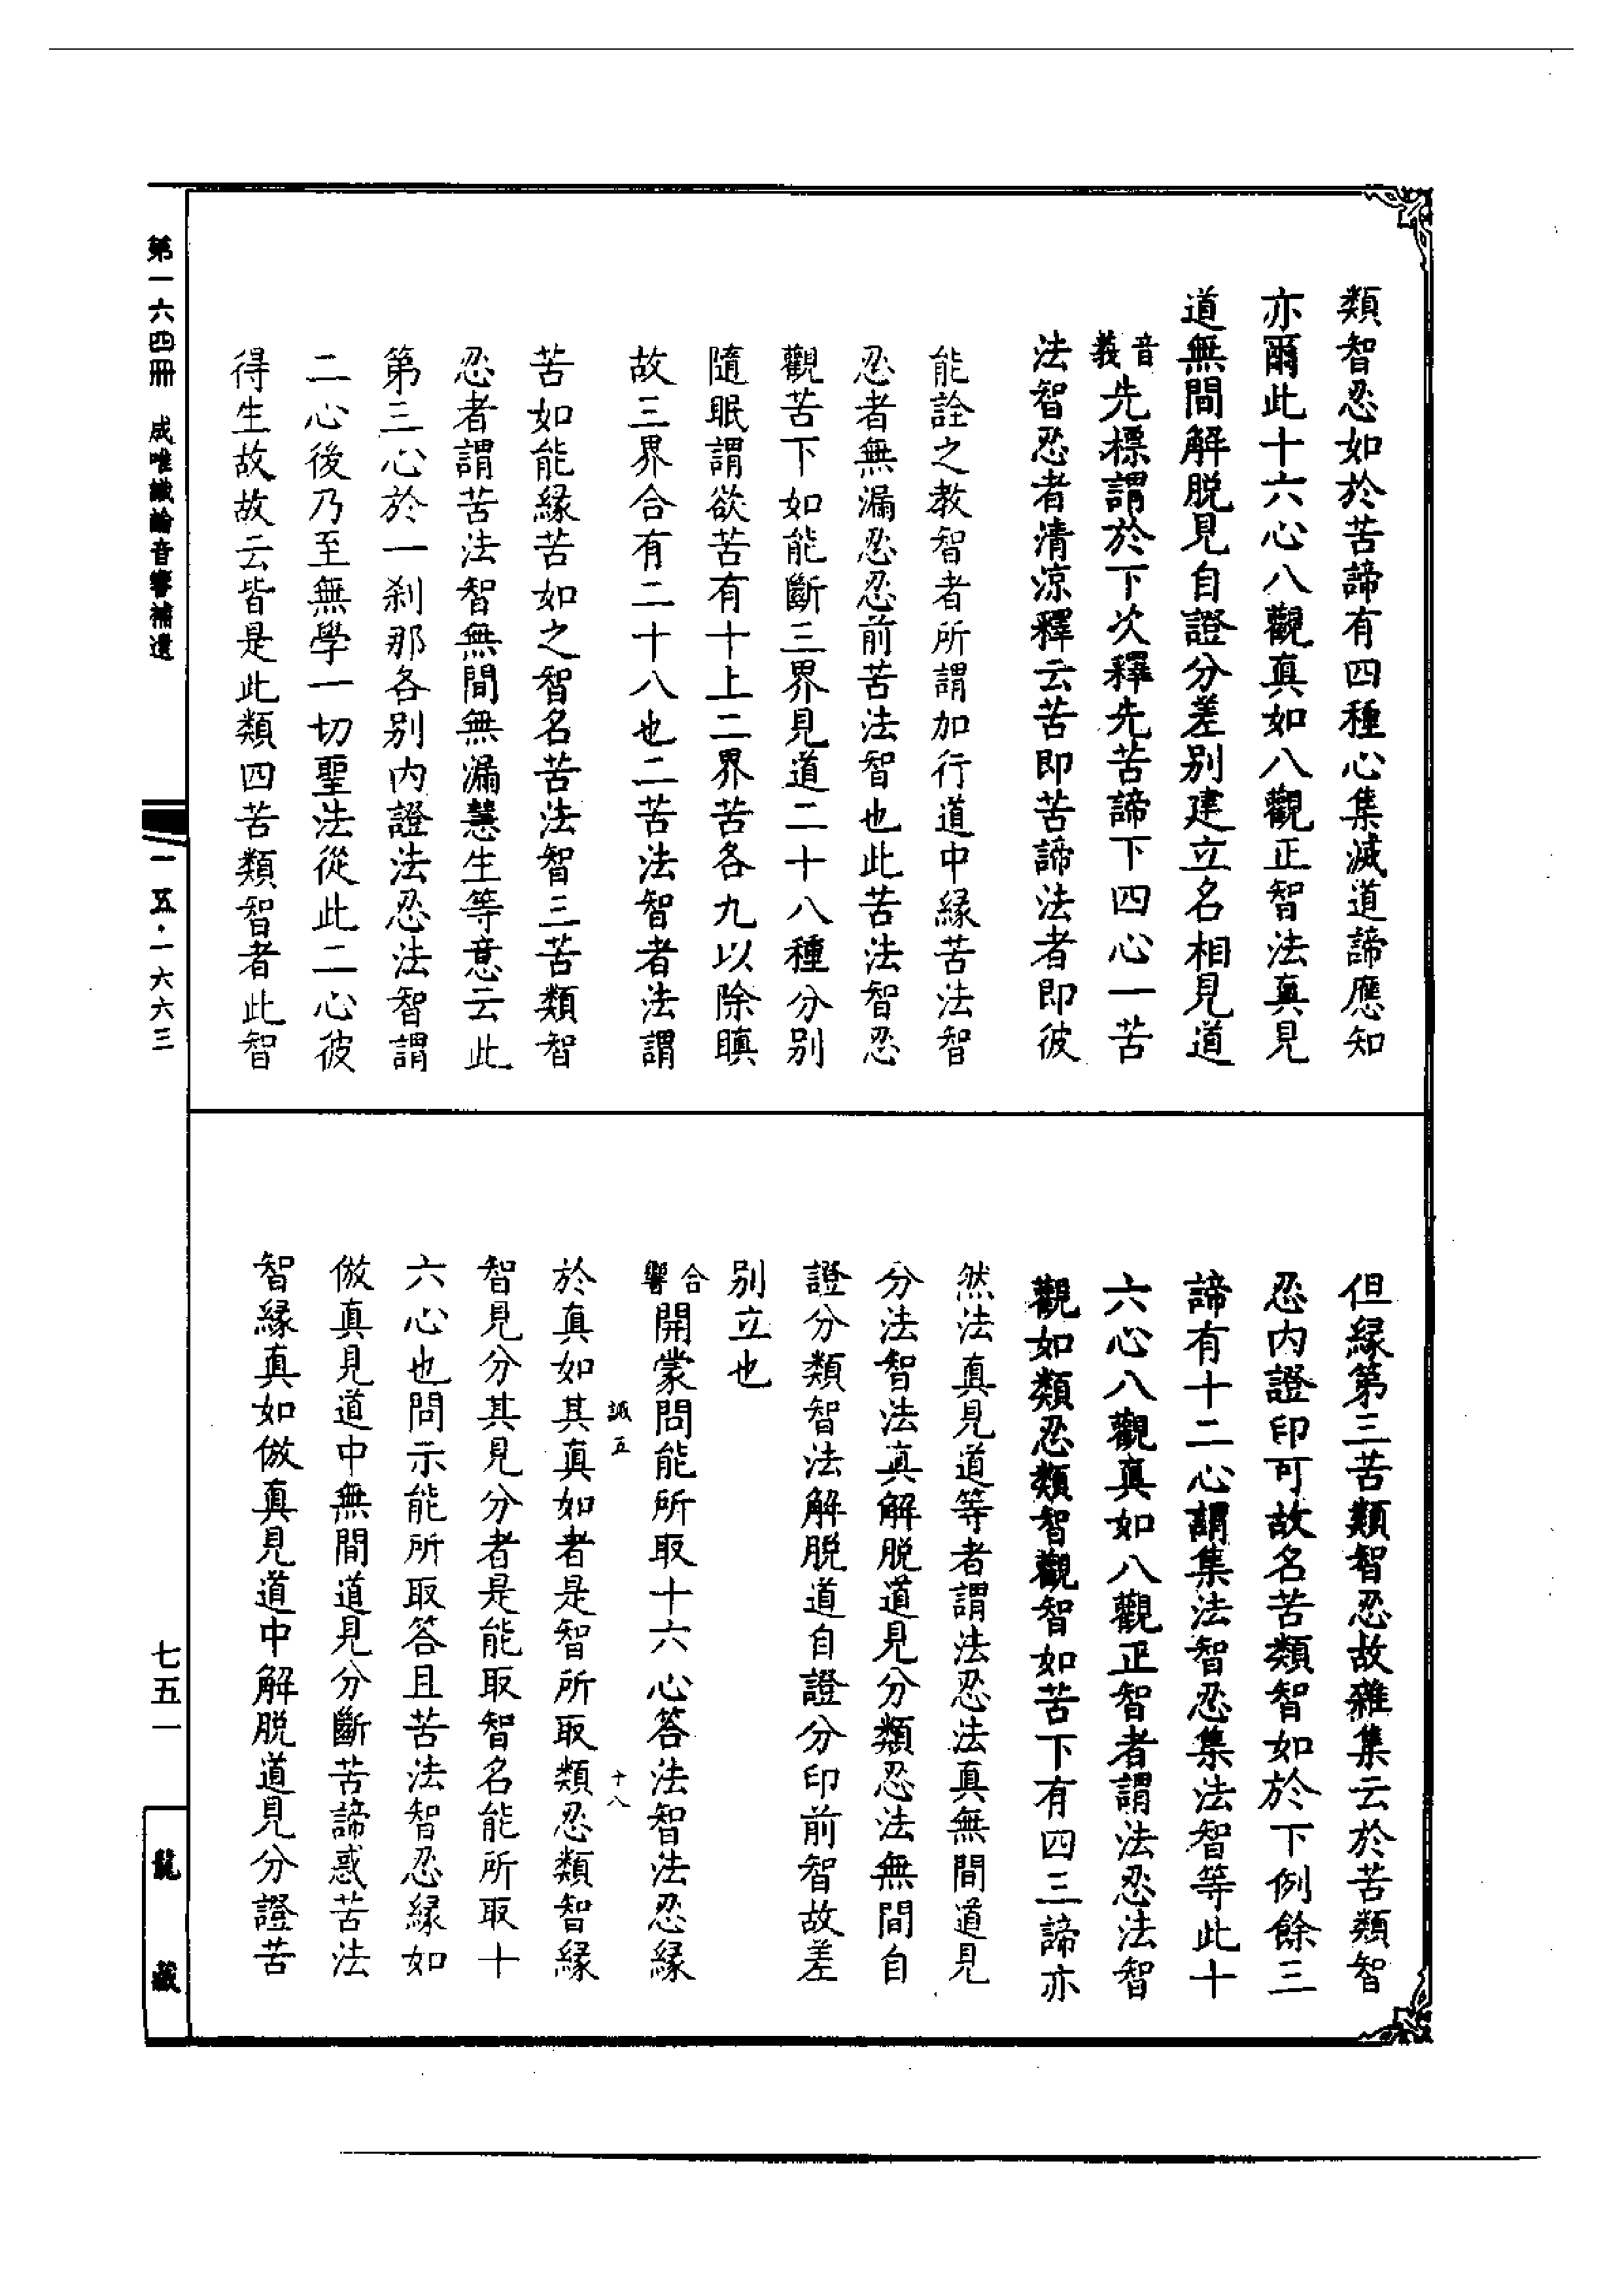 類智忍如於苦諦有四種心集滅道諦應知
亦爾此十六心八觀真如八觀正智法真見
道無間解脱見自證分差別建立名相見道
音義先標謂於下次釋先苦諦下四心一苦
法智忍者清涼釋云苦即苦諦法者即彼
能詮之教智者所謂加行道中緣苦法智
忍者無漏忍忍前苦法智也此苦法智忍
觀苦下如能斷三界見道二十八種分別
隨眠謂欲苦有十上二界苦各九以除瞋
故三界合有二十八也二苦法智者法謂
苦如能緣苦如之智名苦法智三苦類智
忍者謂苦法智無間無漏慧生等意云此
第三心於一剎那各別內證法忍法智謂
二心後乃至無學一切聖法從此二心彼
得生故故云皆是此類四苦類智者此智
但緣第三苦類智忍故雜集云於苦類智
忍內證印可故名苦類智如於下例餘三
諦有十二心謂集法智忍集法智等此十
六心八觀真如八觀正智者謂法忍法智
觀如類忍類智觀智如苦下有四三諦亦
然法真見道等者謂法忍法真無間道見
分法智法真解脱道見分類忍法無間自
證分類智法解脱道自證分印前智故差
別立也
合響開蒙問能所取十六心答法智法忍緣
誠五 十八
於真如其真如者是智所取類忍類智緣
智見分其見分者是能取智名能所取十
六心也問示能所取答且苦法智忍緣如
倣真見道中無間道見分斷苦諦惑苦法
智緣真如倣真見道中解脱道見分證苦
第一六四冊 成唯識論音響補遺
一一五·一六六三
七五一
龍藏